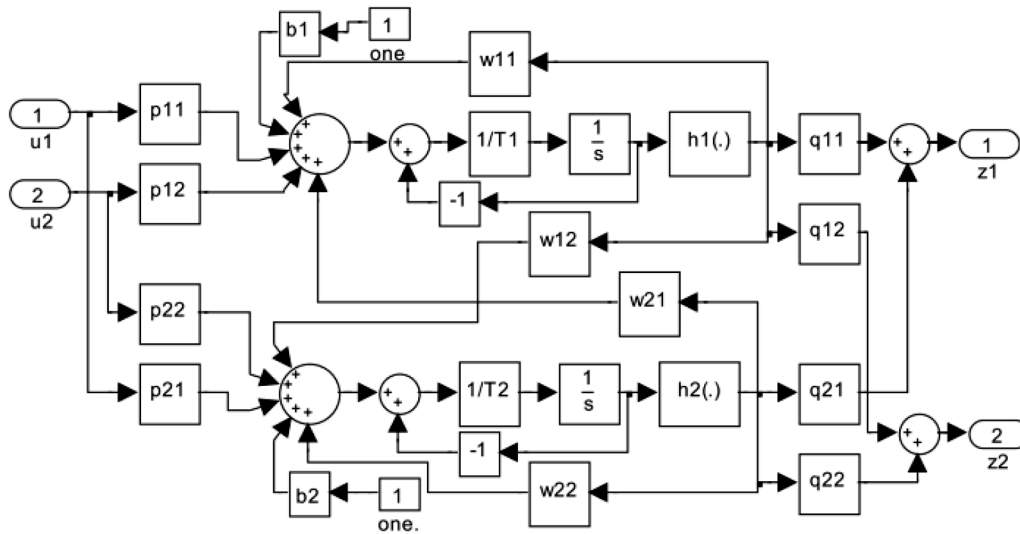 b1
1
one
w11
1
u1
p11
+
+
+
+
+
+
+
1/T1
1
s
h1(.)
q11
+
+
1
z1
2
u2
p12
-1
w12
q12
w21
p22
+
+
+
+
+
p21
+
+
1/T2
1
s
h2(.)
q21
-1
+
+
2
z2
b2
1
one.
w22
q22